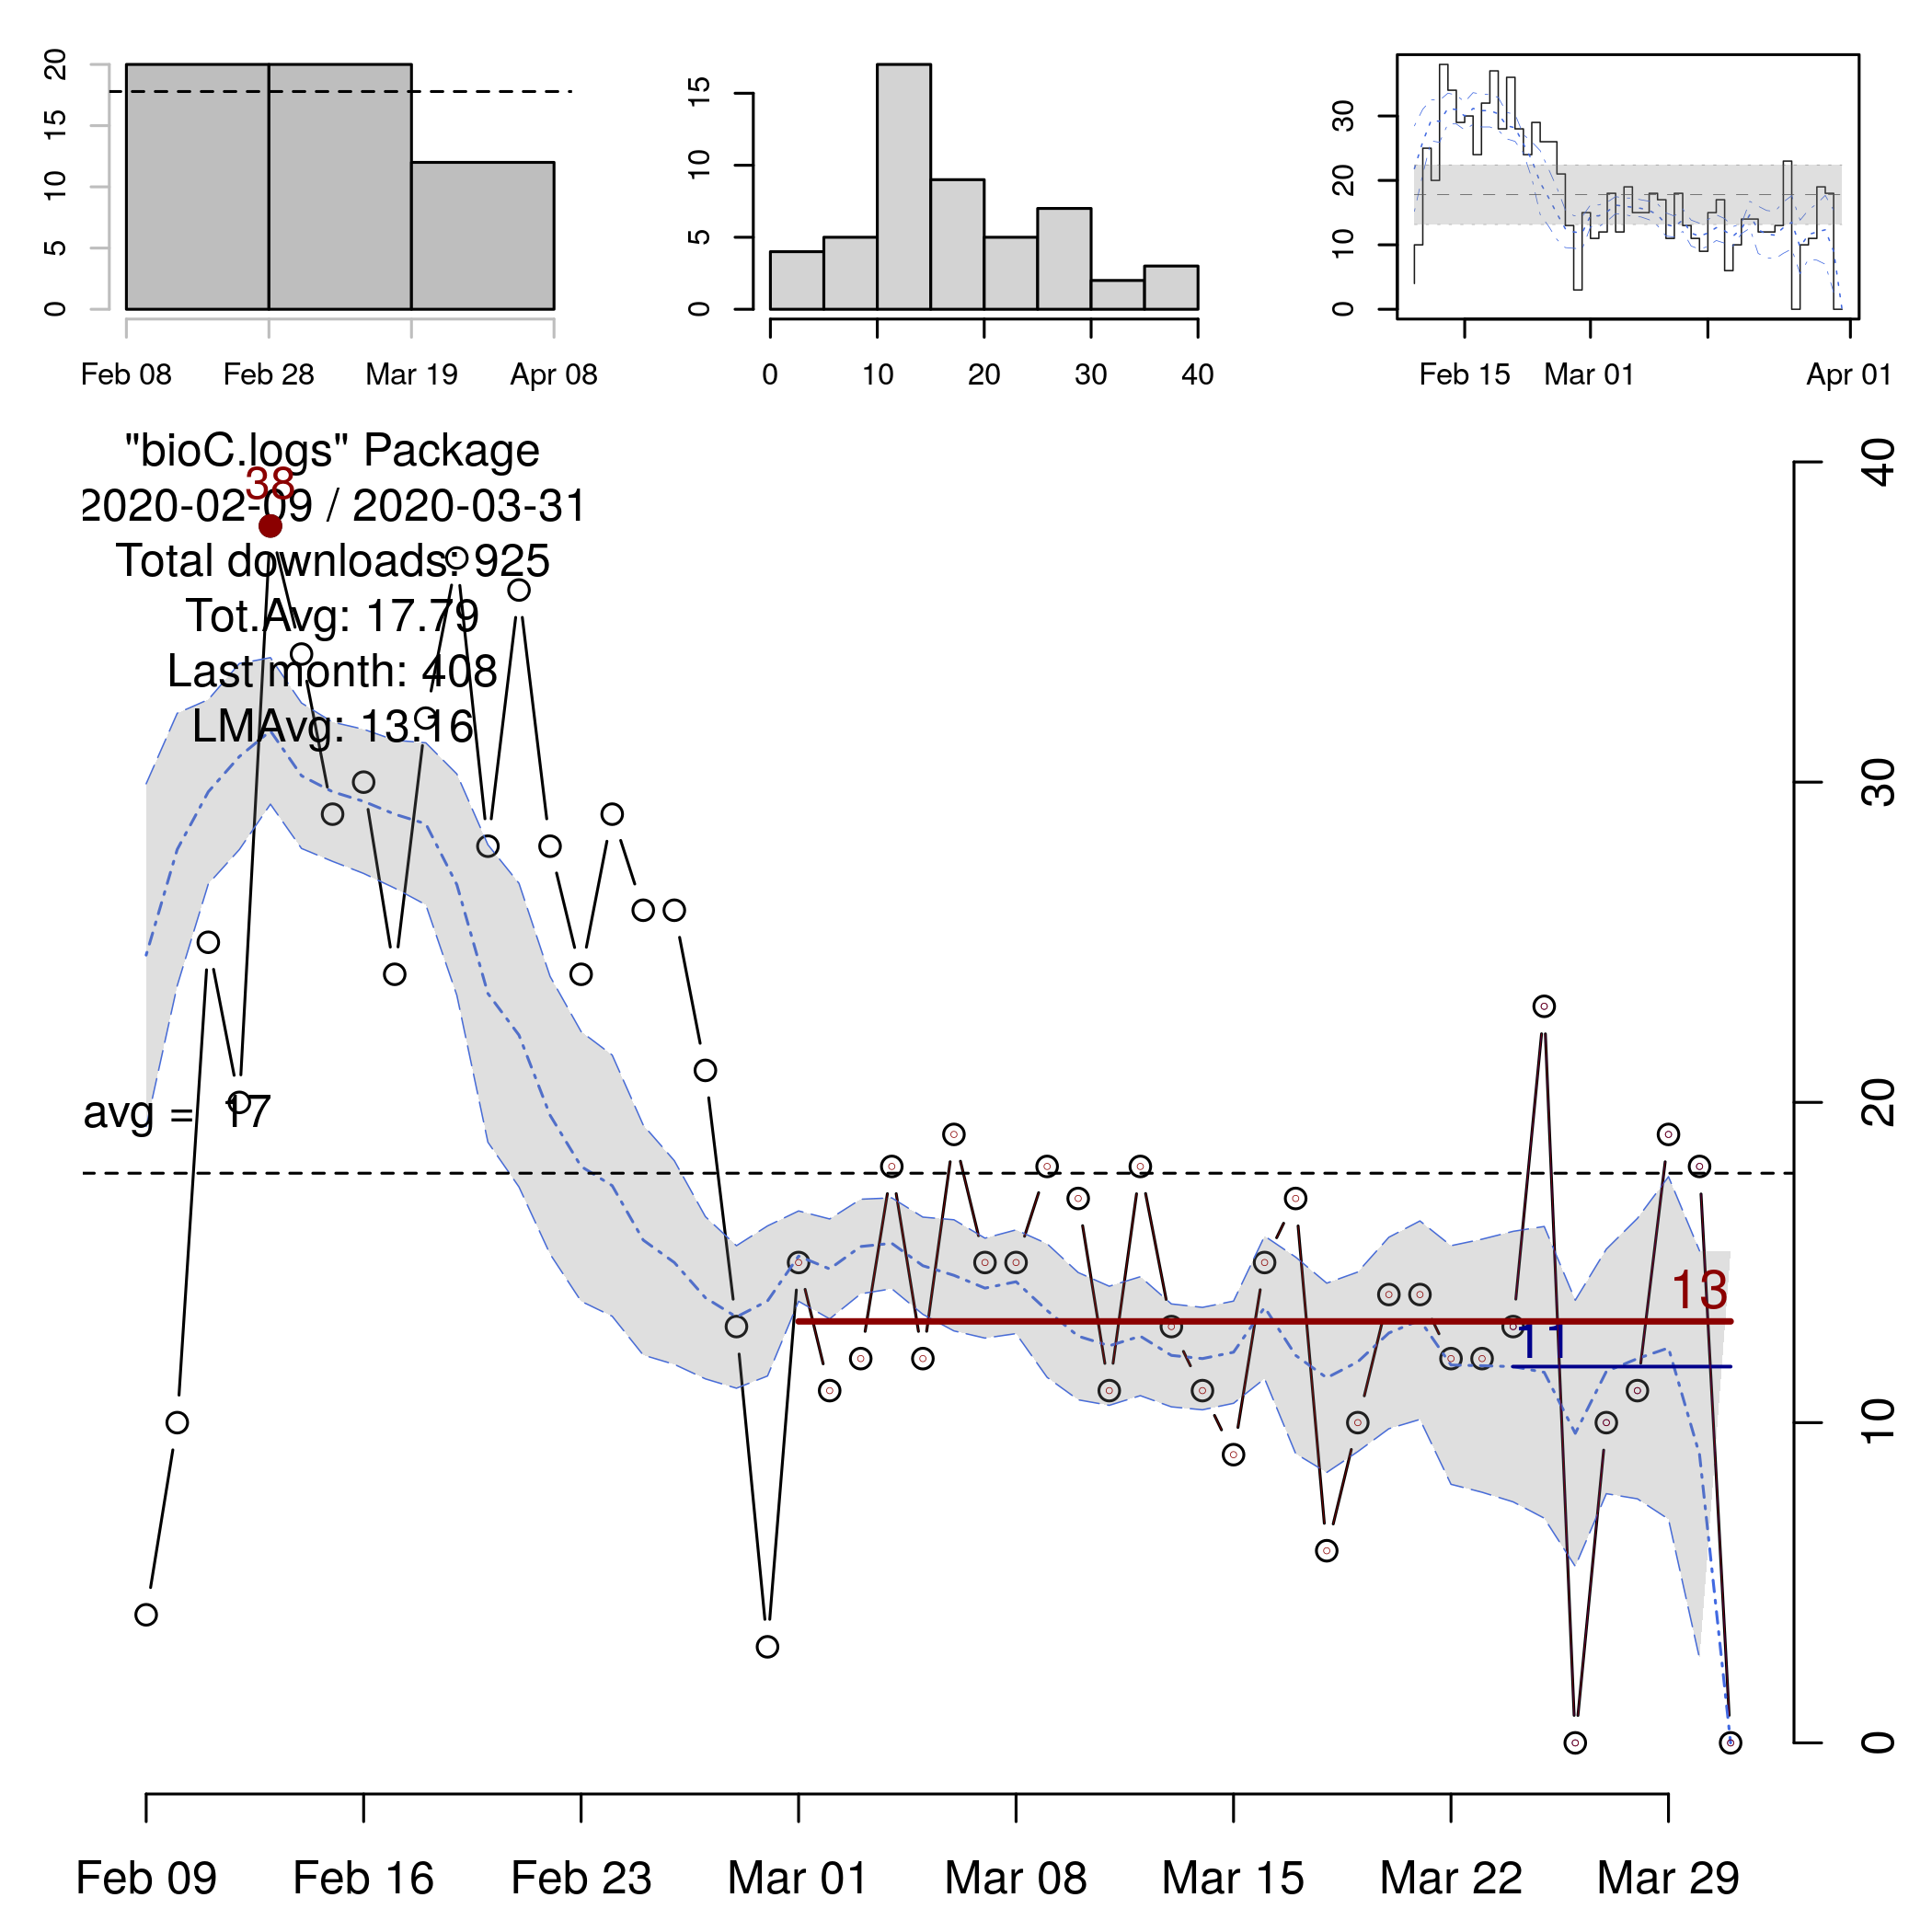 20
15
10
5
0
Feb 08 Feb 28 Mar 19 Apr 08
15
10
5
0
0 10 20 30 40
30
20
10
0
Feb 15 Mar 01 Apr 01
"bioC.logs" Package
38
2020-02-09 / 2020-03-31
Total downloads: 925
Tot.Avg: 17.79
Last month: 408
LMAvg: 13.16
avg = 17
13
11
40
30
20
10
0
Feb 09 Feb 16 Feb 23 Mar 01 Mar 08 Mar 15 Mar 22 Mar 29